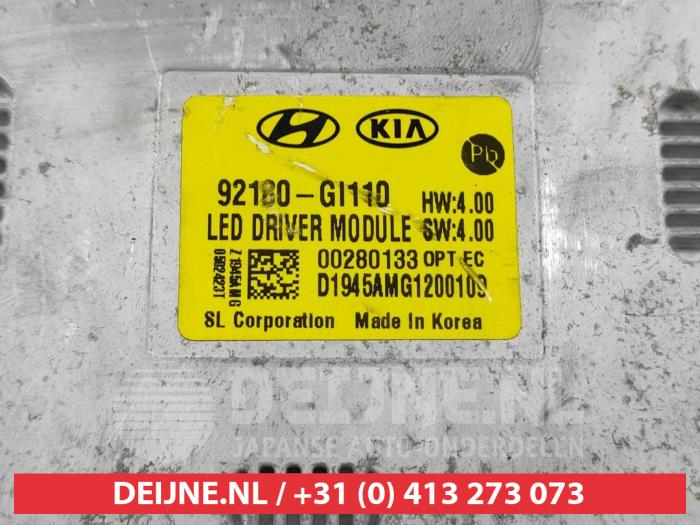 KIA
Pb
92180-GI110 HW:4.00
LED DRIVER MODULE SW:4.00
00280133 OPT EC
D1945AMG1200109
SL Corporation Made In Korea
DEIJNE.NL
JAPANSE AUTO-ONDERDELEN
DEIJNE.NL / +31 (0) 413 273 073